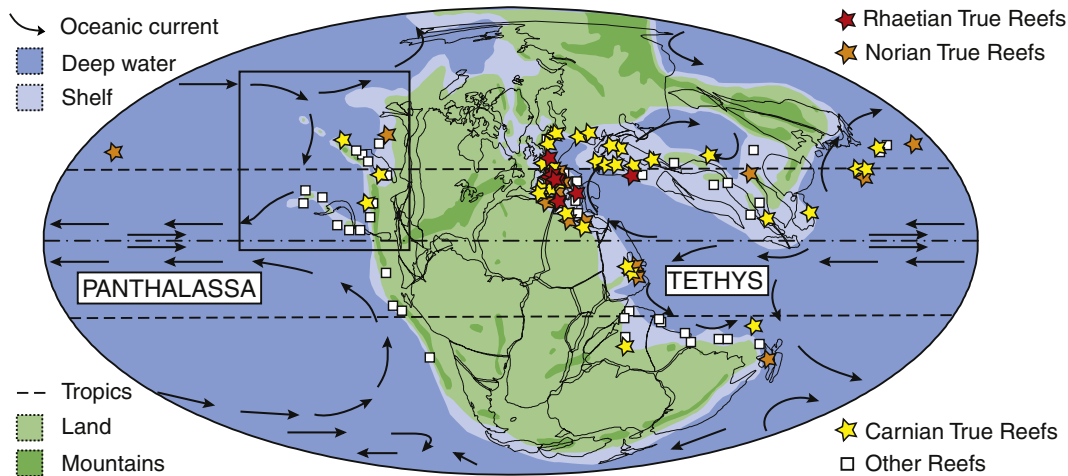 Oceanic current
Deep water
Shelf
Rhaetian True Reefs
Norian True Reefs
PANTHALASSA
TETHYS
Tropics
Land
Mountains
Carnian True Reefs
Other Reefs